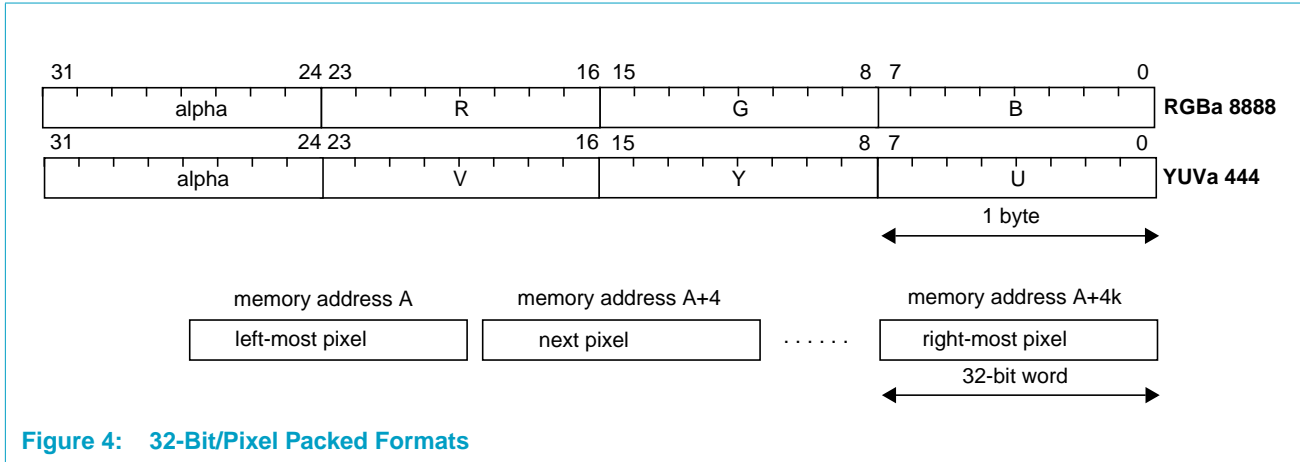 31 24 23 16 15 8 7 0
alpha R G B RGBa 8888
31 24 23 16 15 8 7 0
alpha V Y U YUVa 444
1 byte
memory address A memory address A+4 memory address A+4k
left-most pixel next pixel . . . . . . right-most pixel
32-bit word
Figure 4: 32-Bit/Pixel Packed Formats